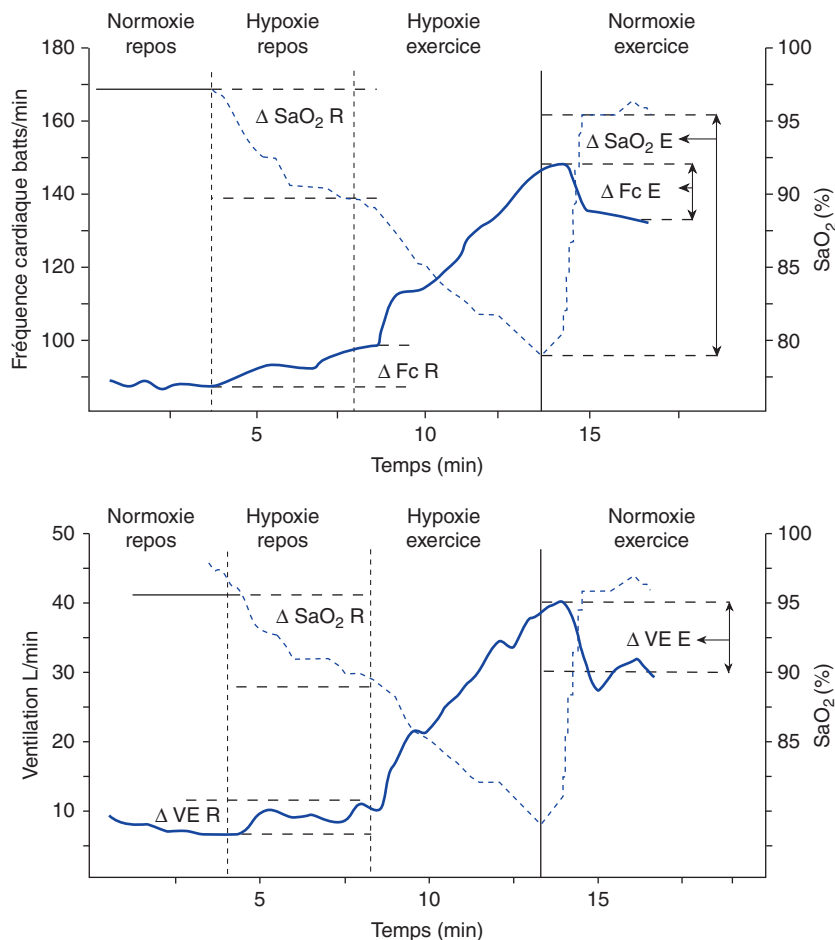 Normoxie repos
Hypoxie repos
Hypoxie exercice
Normoxie exercice
180
160
140
120
100
Fréquence cardiaque batts/min
100
95
90
85
80
SaO2 (%)
Δ SaO2 R
Δ Fc R
Δ SaO2 E
Δ Fc E
5
10
15
Temps (min)
Normoxie repos
Hypoxie repos
Hypoxie exercice
Normoxie exercice
50
40
30
20
10
Ventilation L/min
100
95
90
85
SaO2 (%)
Δ SaO2 R
Δ VE R
Δ VE E
5
10
15
Temps (min)